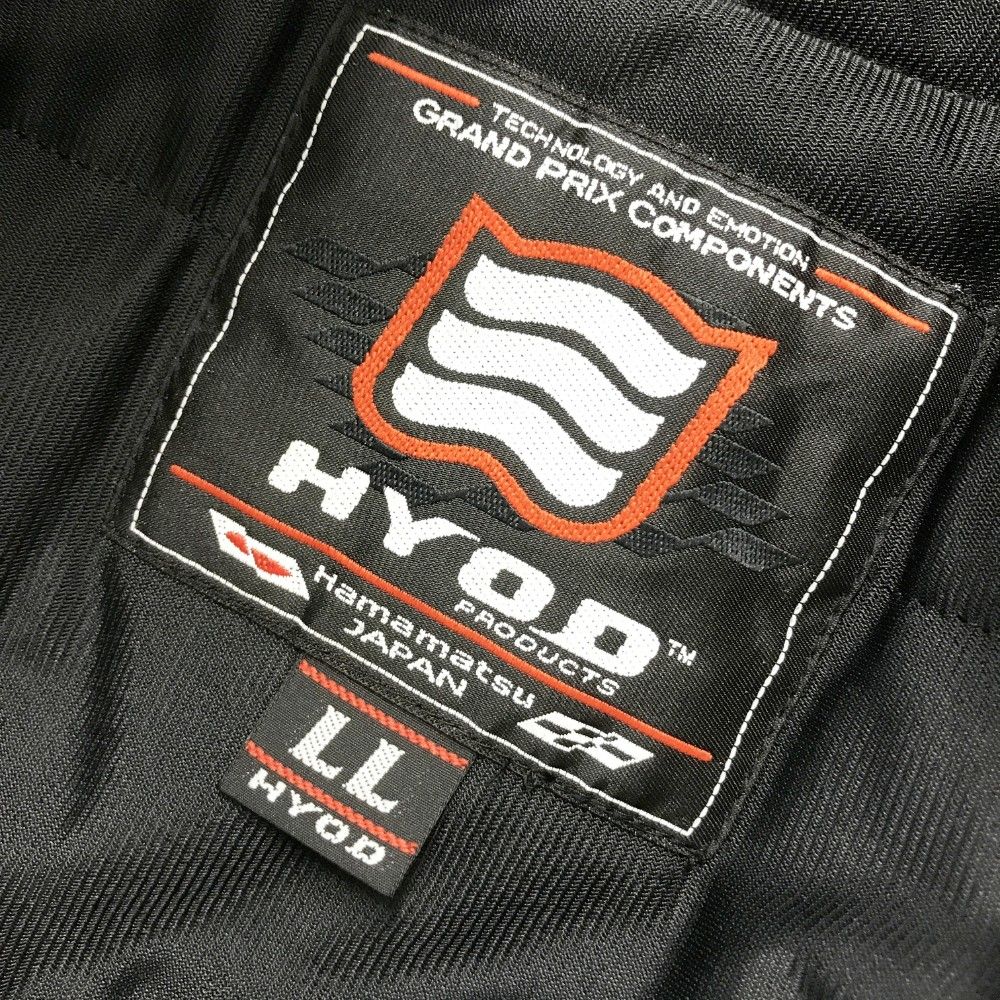 TECHNOLOGY AND EMOTION
GRAND PRIX COMPONENTS
HYOD™
PRODUCTS
Hamamatsu
JAPAN
LL
HYOD